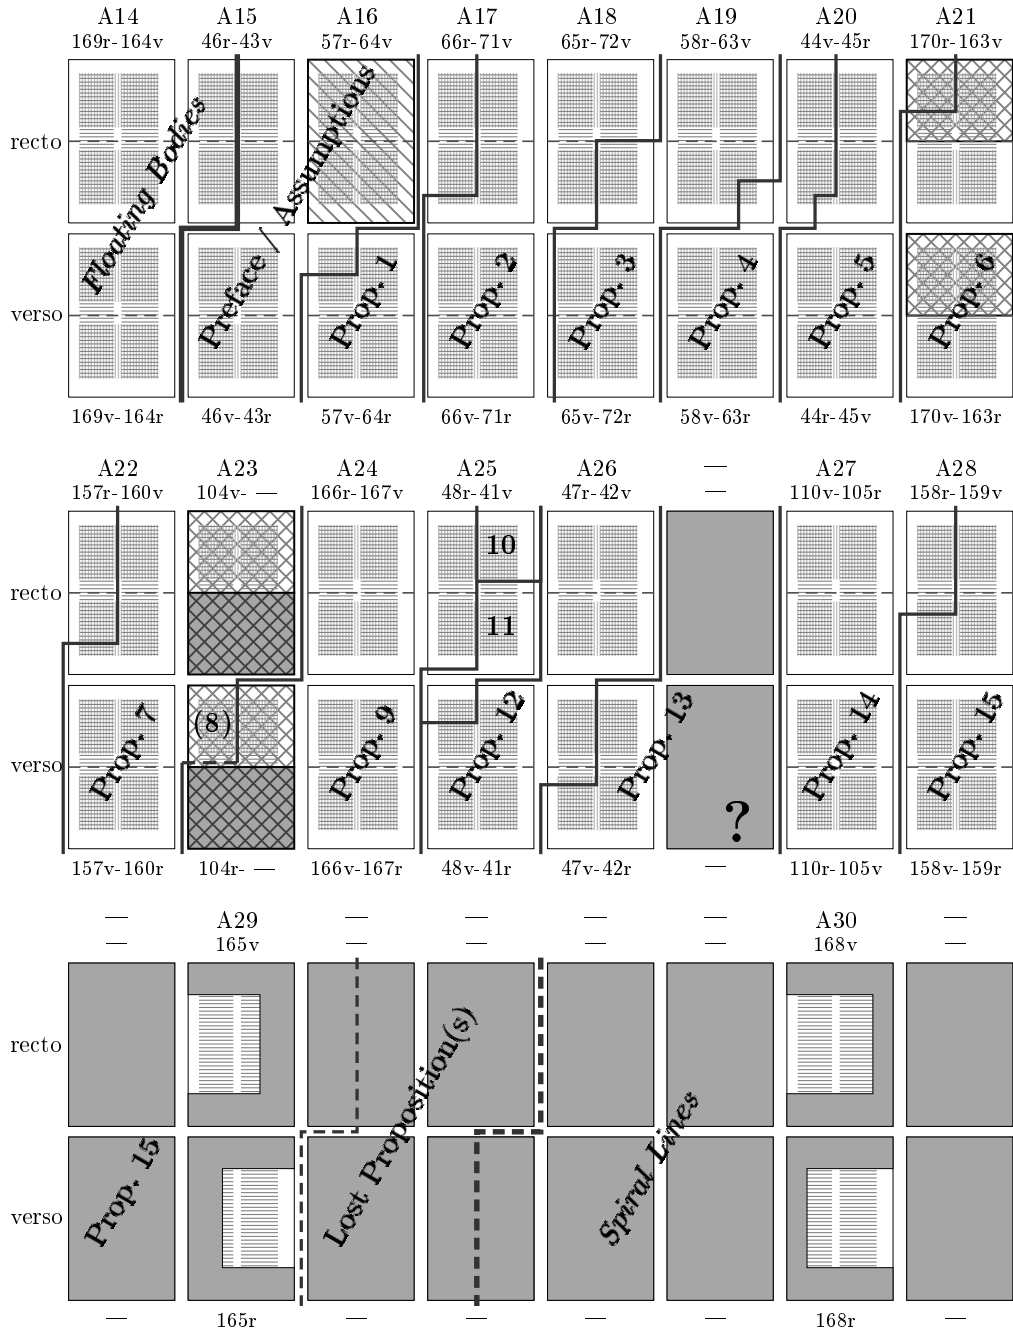 A14 A15 A16 A17 A18 A19 A20 A21
169r-164v 46r-43v 57r-64v 66r-71v 65r-72v 58r-63v 44v-45r 170r-163v
recto
Floating Bodies
Preface / Assumptions
verso
Prop. 1 Prop. 2 Prop. 3 Prop. 4 Prop. 5 Prop. 6
169v-164r 46v-43r 57v-64r 66v-71r 65v-72r 58v-63r 44r-45v 170v-163r
A22 A23 A24 A25 A26 — A27 A28
157r-160v 104v- — 166r-167v 48r-41v 47r-42v — 110v-105r 158r-159v
10
recto
11
verso
Prop. 7 (8) Prop. 9 Prop. 12 Prop. 13 Prop. 14 Prop. 15
?
157v-160r 104r- — 166v-167r 48v-41r 47v-42r — 110r-105v 158v-159r
— A29 — — — — A30 —
— 165v — — — — 168v —
recto
verso
Prop. 15 Lost Proposition(s) Spiral Lines
— 165r — — — — 168r —